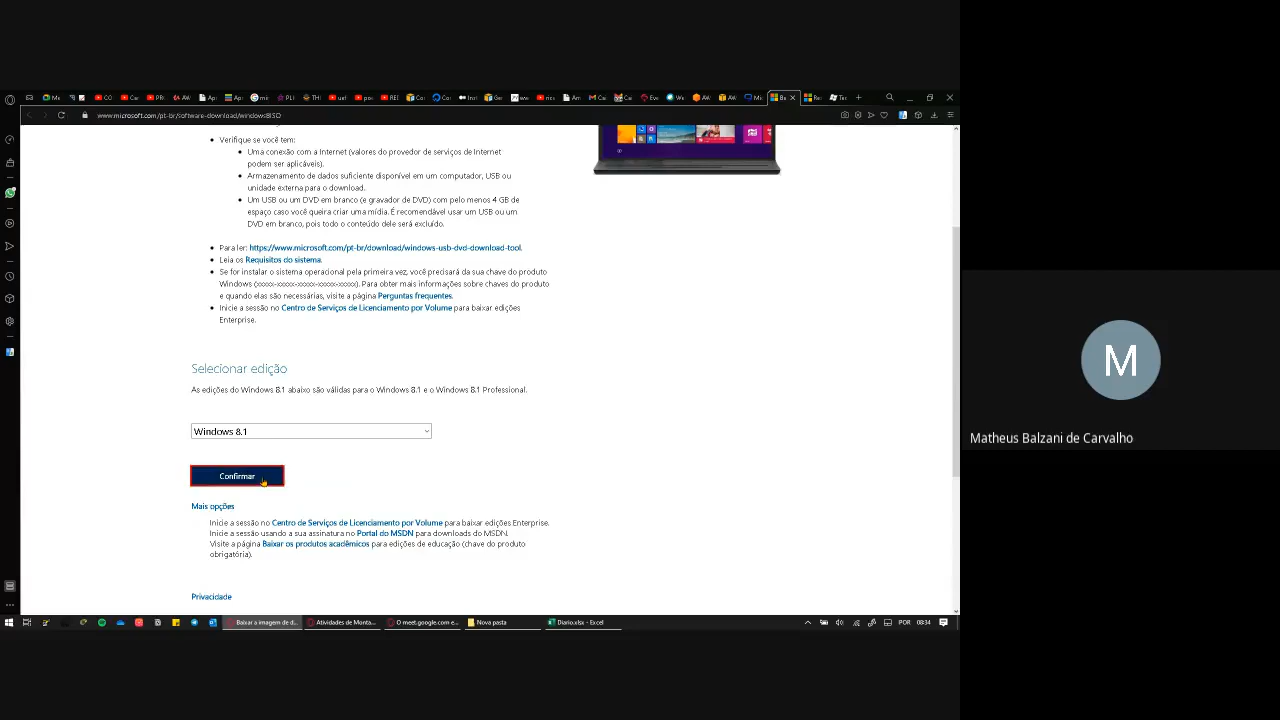 www.microsoft.com/pt-br/software-download/windows8ISO
Verifique se você tem:
Uma conexão com a Internet (valores do provedor de serviços de Internet
podem ser aplicáveis).
Armazenamento de dados suficiente disponível em um computador, USB ou
unidade externa para o download.
Um USB ou um DVD em branco (e gravador de DVD) com pelo menos 4 GB de
espaço caso você queira criar uma mídia. É recomendável usar um USB ou um
DVD em branco, pois todo o conteúdo dele será excluído.
Para ler: https://www.microsoft.com/pt-br/download/windows-usb-dvd-download-tool.
Leia os Requisitos do sistema.
Se for instalar o sistema operacional pela primeira vez, você precisará da sua chave do produto
Windows (xxxxx-xxxxx-xxxxx-xxxxx-xxxxx). Para obter mais informações sobre chaves do produto
e quando elas são necessárias, visite a página Perguntas frequentes.
Inicie a sessão no Centro de Serviços de Licenciamento por Volume para baixar edições
Enterprise.
Selecionar edição
As edições do Windows 8.1 abaixo são válidas para o Windows 8.1 e o Windows 8.1 Professional.
Windows 8.1
Confirmar
Mais opções
Inicie a sessão no Centro de Serviços de Licenciamento por Volume para baixar edições Enterprise.
Inicie a sessão usando a sua assinatura no Portal do MSDN para downloads do MSDN.
Visite a página Baixar os produtos acadêmicos para edições de educação (chave do produto
obrigatória).
Privacidade
M
Matheus Balzani de Carvalho
Baixar a imagem de d... Atividades de Monta... O meet.google.com e... Nova pasta Diario.xlsx - Excel POR 08:34